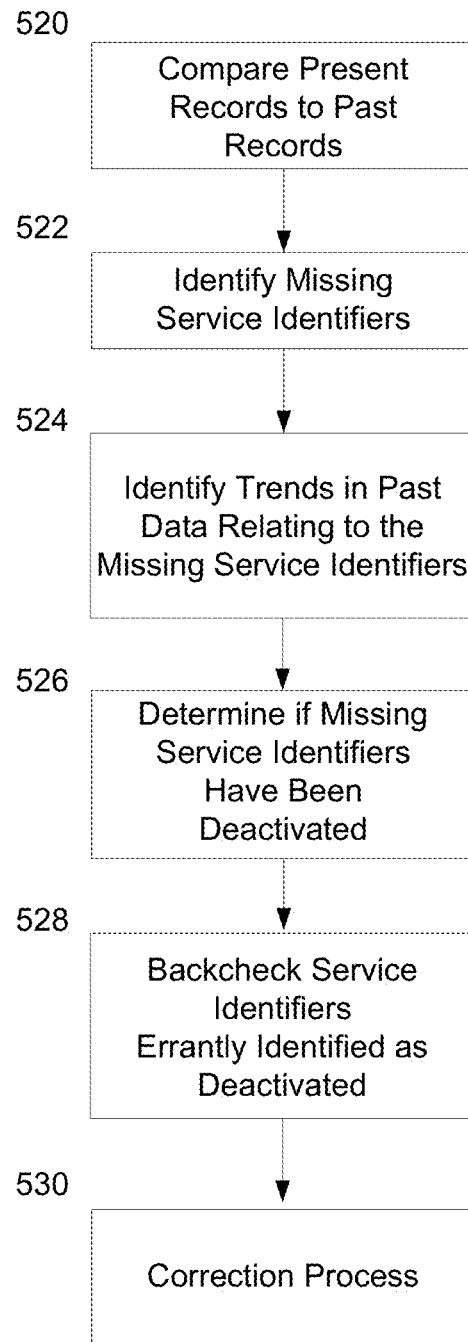 520
Compare Present
Records to Past
Records
522
Identify Missing
Service Identifiers
524
Identify Trends in Past
Data Relating to the
Missing Service Identifiers
526
Determine if Missing
Service Identifiers
Have Been
Deactivated
528
Backcheck Service
Identifiers
Errantly Identified as
Deactivated
530
Correction Process